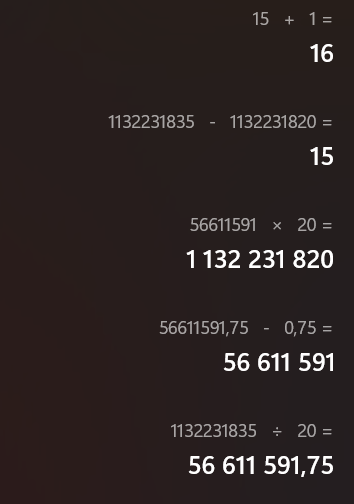 15 + 1 =
16
1132231835 - 1132231820 =
15
56611591 × 20 =
1 132 231 820
56611591,75 - 0,75 =
56 611 591
1132231835 ÷ 20 =
56 611 591,75